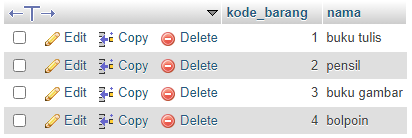 kode_barang nama
Edit Copy Delete 1 buku tulis
Edit Copy Delete 2 pensil
Edit Copy Delete 3 buku gambar
Edit Copy Delete 4 bolpoin